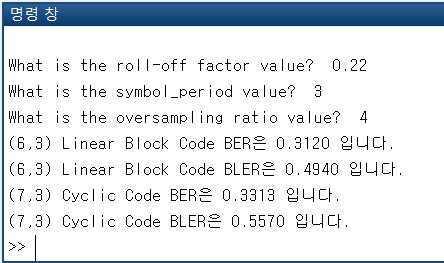 명령 창
What is the roll-off factor value?  0.22
What is the symbol_period value?  3
What is the oversampling ratio value?  4
(6,3) Linear Block Code BER은 0.3120 입니다.
(6,3) Linear Block Code BLER은 0.4940 입니다.
(7,3) Cyclic Code BER은 0.3313 입니다.
(7,3) Cyclic Code BLER은 0.5570 입니다.
>>